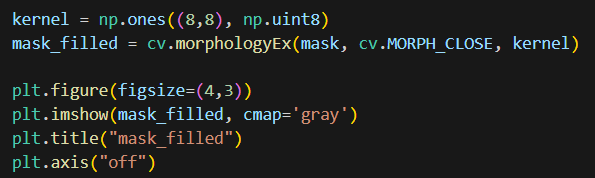 kernel = np.ones((8,8), np.uint8)
mask_filled = cv.morphologyEx(mask, cv.MORPH_CLOSE, kernel)
plt.figure(figsize=(4,3))
plt.imshow(mask_filled, cmap='gray')
plt.title("mask_filled")
plt.axis("off")